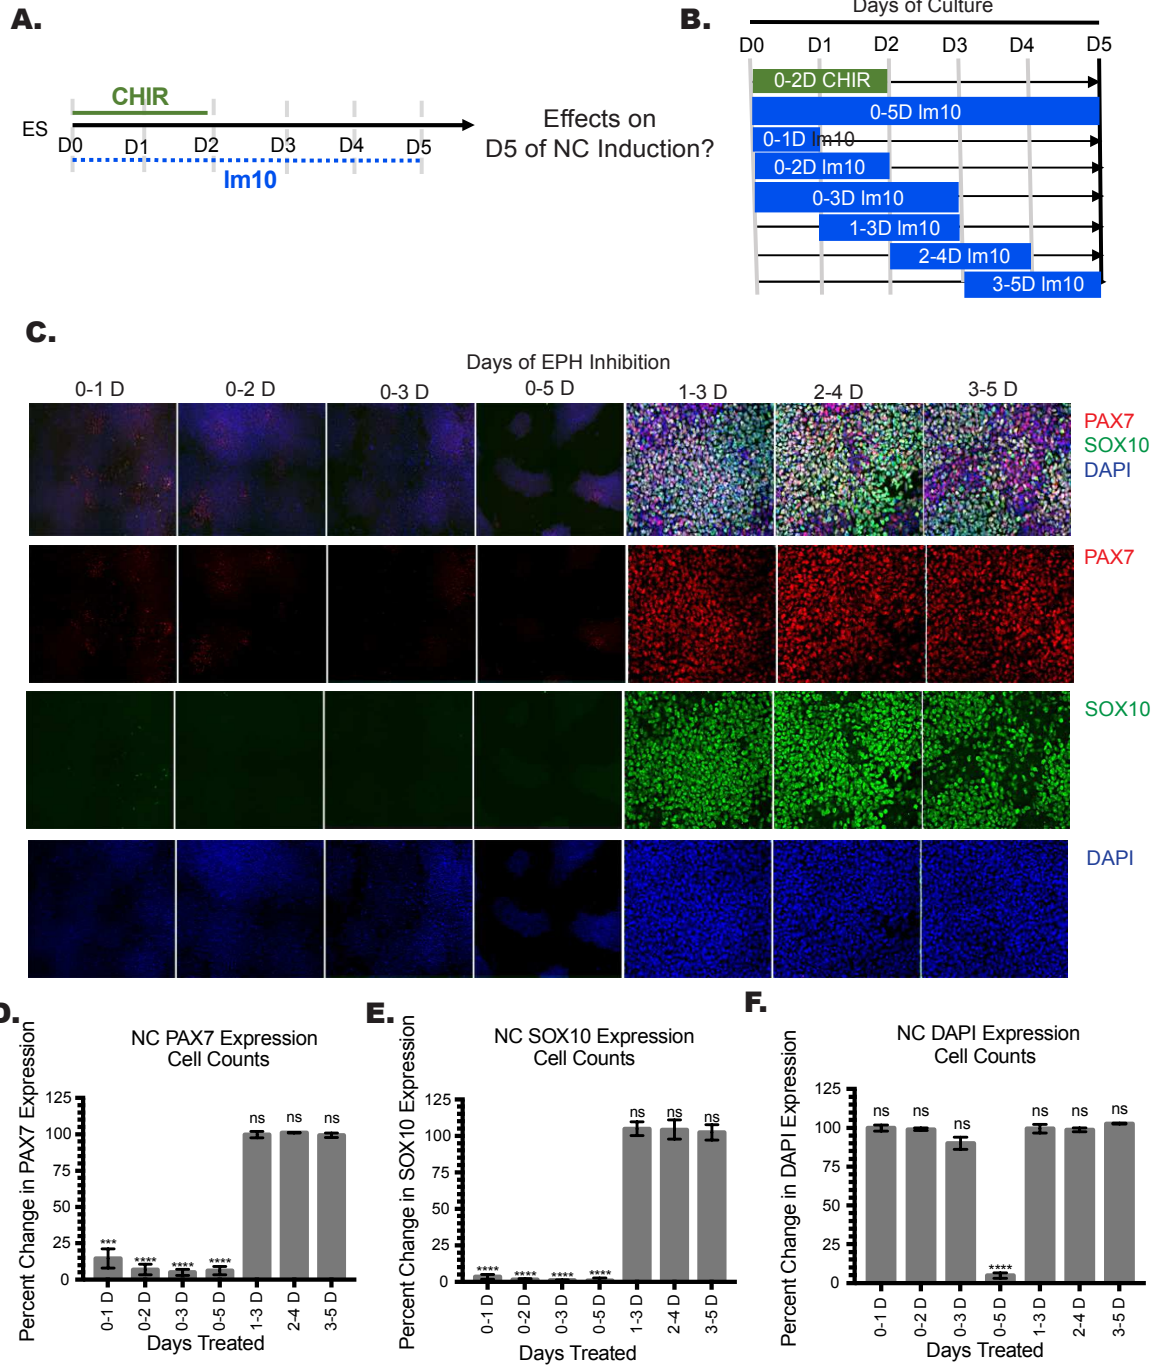 A.
CHIR
ES
D0 D1 D2 D3 D4 D5
Im10
Effects on
D5 of NC Induction?
B.
Days of Culture
D0 D1 D2 D3 D4 D5
0-2D CHIR
0-5D Im10
0-1D Im10
0-2D Im10
0-3D Im10
1-3D Im10
2-4D Im10
3-5D Im10
C.
Days of EPH Inhibition
0-1 D 0-2 D 0-3 D 0-5 D 1-3 D 2-4 D 3-5 D
PAX7
SOX10
DAPI
PAX7
SOX10
DAPI
D.
NC PAX7 Expression
Cell Counts
Percent Change in PAX7 Expression
125
100
75
50
25
0
*** **** **** **** ns ns ns
0-1 D 0-2 D 0-3 D 0-5 D 1-3 D 2-4 D 3-5 D
Days Treated
E.
NC SOX10 Expression
Cell Counts
Percent Change in SOX10 Expression
125
100
75
50
25
0
**** **** **** **** ns ns ns
0-1 D 0-2 D 0-3 D 0-5 D 1-3 D 2-4 D 3-5 D
Days Treated
F.
NC DAPI Expression
Cell Counts
Percent Change in DAPI Expression
125
100
75
50
25
0
ns ns ns **** ns ns ns
0-1 D 0-2 D 0-3 D 0-5 D 1-3 D 2-4 D 3-5 D
Days Treated